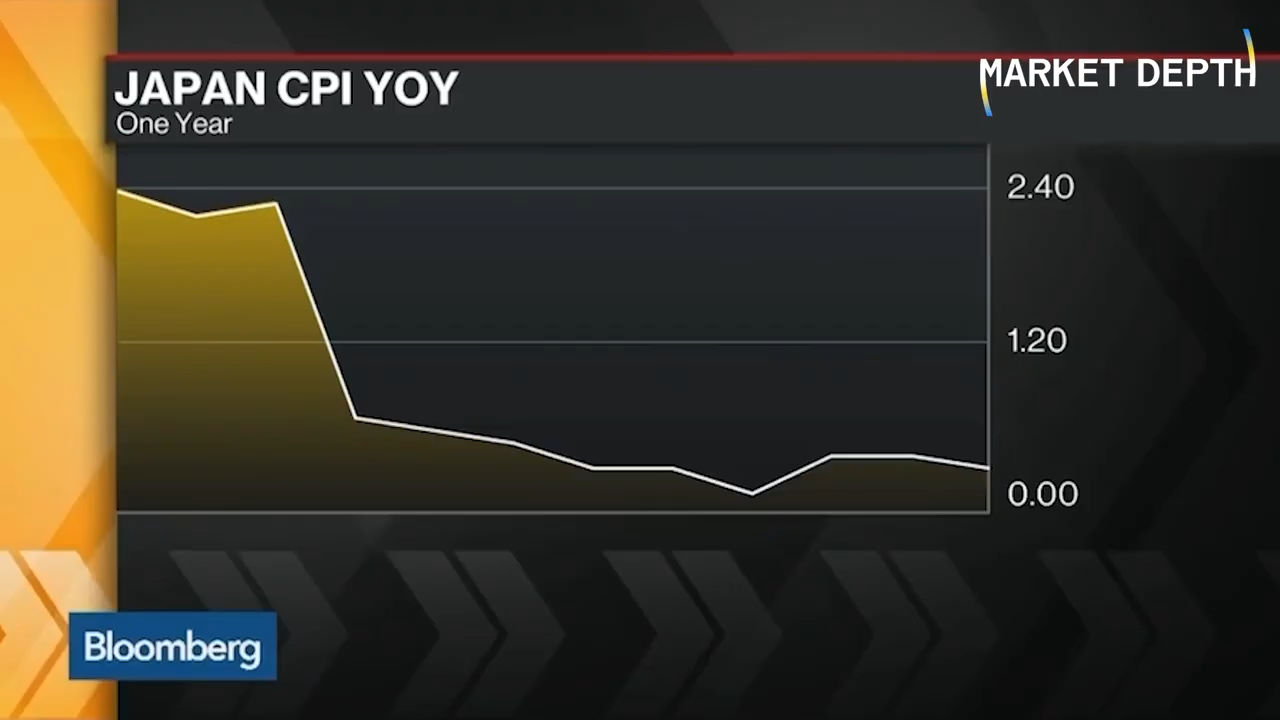 JAPAN CPI YOY
One Year
MARKET DEPTH
2.40
1.20
0.00
Bloomberg